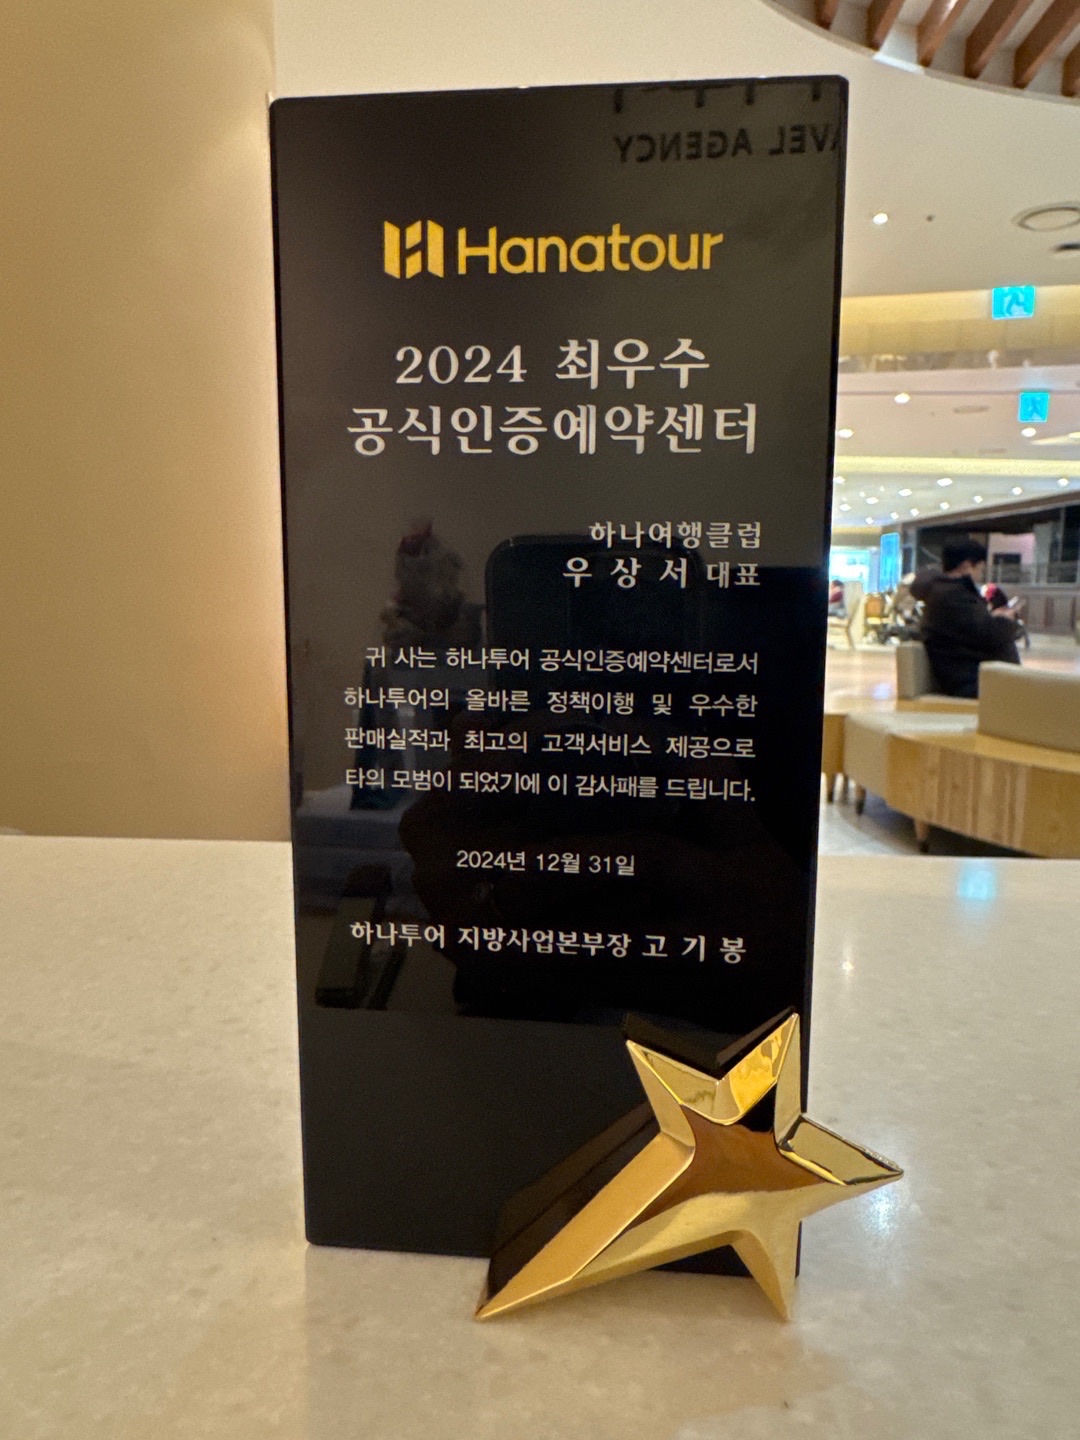 AVEL AGENCY
Hanatour
2024 최우수
공식인증예약센터
하나여행클럽
우 상 서 대표
귀 사는 하나투어 공식인증예약센터로서
하나투어의 올바른 정책이행 및 우수한
판매실적과 최고의 고객서비스 제공으로
타의 모범이 되었기에 이 감사패를 드립니다.
2024년 12월 31일
하나투어 지방사업본부장 고 기 봉